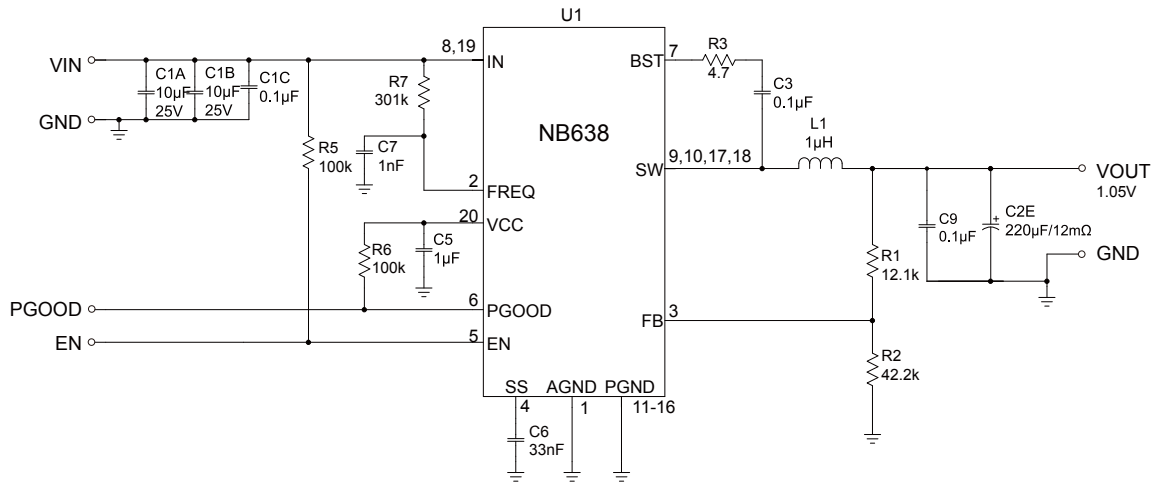 U1
NB638
VIN
GND
C1A
10µF
25V
C1B
10µF
25V
C1C
0.1µF
8,19
IN
R7
301k
C7
1nF
R5
100k
2
FREQ
20
VCC
R6
100k
C5
1µF
PGOOD
6
PGOOD
EN
5
EN
SS
4
C6
33nF
AGND
1
PGND
11-16
BST
7
R3
4.7
C3
0.1µF
SW
9,10,17,18
L1
1µH
VOUT
1.05V
C9
0.1µF
+
C2E
220µF/12mΩ
GND
R1
12.1k
FB
3
R2
42.2k